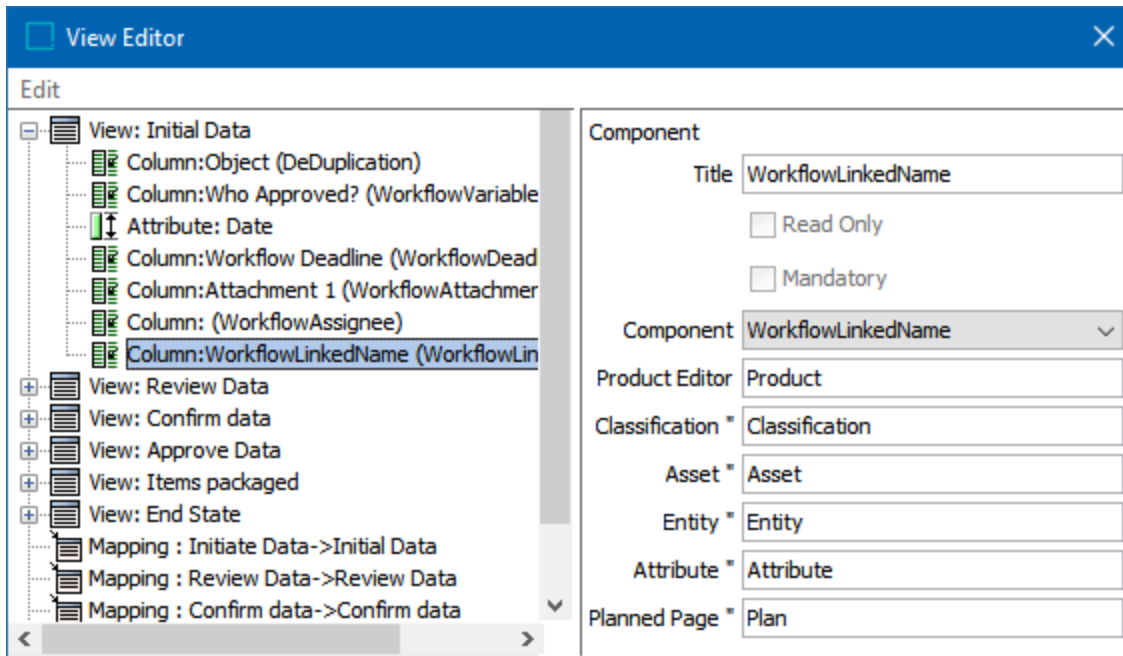 View Editor
Edit
View: Initial Data
Column:Object (DeDuplication)
Column:Who Approved? (WorkflowVariable
Attribute: Date
Column:Workflow Deadline (WorkflowDead
Column:Attachment 1 (WorkflowAttachmen
Column: (WorkflowAssignee)
Column:WorkflowLinkedName (WorkflowLin
View: Review Data
View: Confirm data
View: Approve Data
View: Items packaged
View: End State
Mapping : Initiate Data->Initial Data
Mapping : Review Data->Review Data
Mapping : Confirm data->Confirm data
Component
Title WorkflowLinkedName
Read Only
Mandatory
Component WorkflowLinkedName
Product Editor Product
Classification " Classification
Asset " Asset
Entity " Entity
Attribute " Attribute
Planned Page " Plan